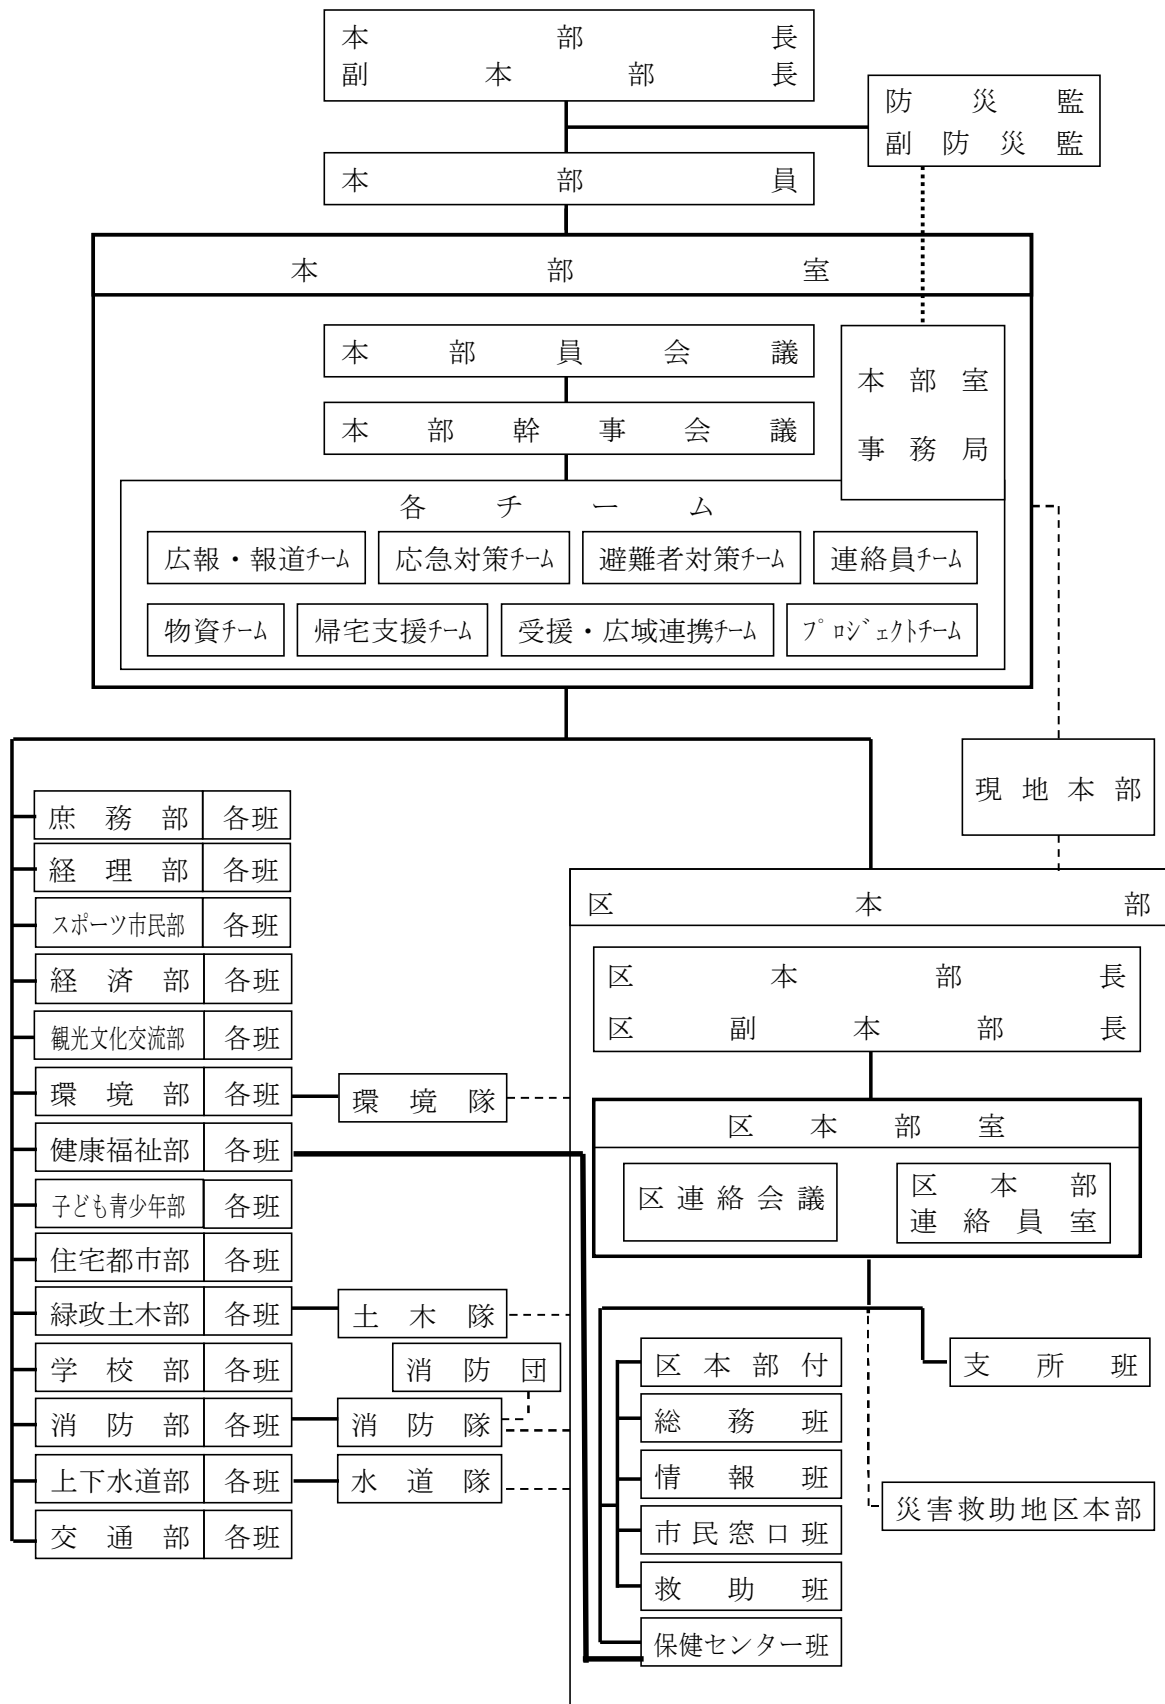 本部長
副本部長
防災監
副防災監
本部員
本部室
本部員会議
本部幹事会議
本部室
事務局
各チーム
広報・報道チーム
応急対策チーム
避難者対策チーム
連絡員チーム
物資チーム
帰宅支援チーム
受援・広域連携チーム
プロジェクトチーム
現地本部
庶務部 各班
経理部 各班
スポーツ市民部 各班
経済部 各班
観光文化交流部 各班
環境部 各班
環境隊
健康福祉部 各班
子ども青少年部 各班
住宅都市部 各班
緑政土木部 各班
土木隊
学校部 各班
消防団
消防部 各班
消防隊
上下水道部 各班
水道隊
交通部 各班
区本部
区本部長
区副本部長
区本部室
区連絡会議
区本部
連絡員室
区本部付
総務班
情報班
市民窓口班
救助班
保健センター班
支所班
災害救助地区本部